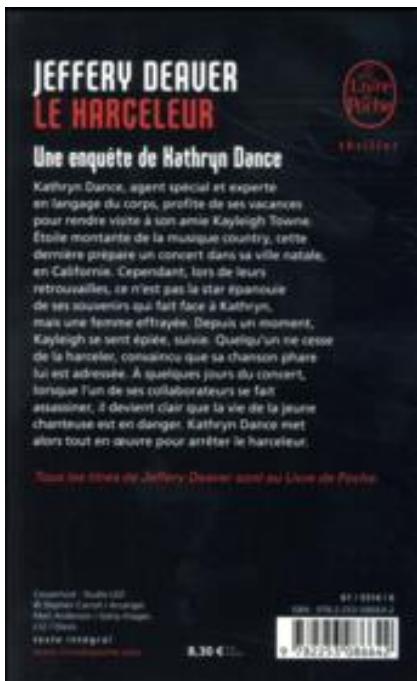 JEFFERY DEAVER
LE HARCELEUR
Une enquête de Kathryn Dance
Le Livre de Poche
thriller
Kathryn Dance, agent spécial et experte
en langage du corps, profite de ses vacances
pour rendre visite à son amie Kayleigh Towne.
Étoile montante de la musique country, cette
dernière prépare un concert dans sa ville natale,
en Californie. Cependant, lors de leurs
retrouvailles, ce n'est pas la star épanouie
de ses souvenirs qui fait face à Kathryn,
mais une femme effrayée. Depuis un moment,
Kayleigh se sent épiée, suivie. Quelqu'un ne cesse
de la harceler, convaincu que sa chanson phare
lui est adressée. À quelques jours du concert,
lorsque l'un de ses collaborateurs se fait
assassiner, il devient clair que la vie de la jeune
chanteuse est en danger. Kathryn Dance met
alors tout en œuvre pour arrêter le harceleur.
Tous les titres de Jeffery Deaver sont au Livre de Poche.
Couverture : Studio LGF
texte intégral
8,30 €
9 782253 086642